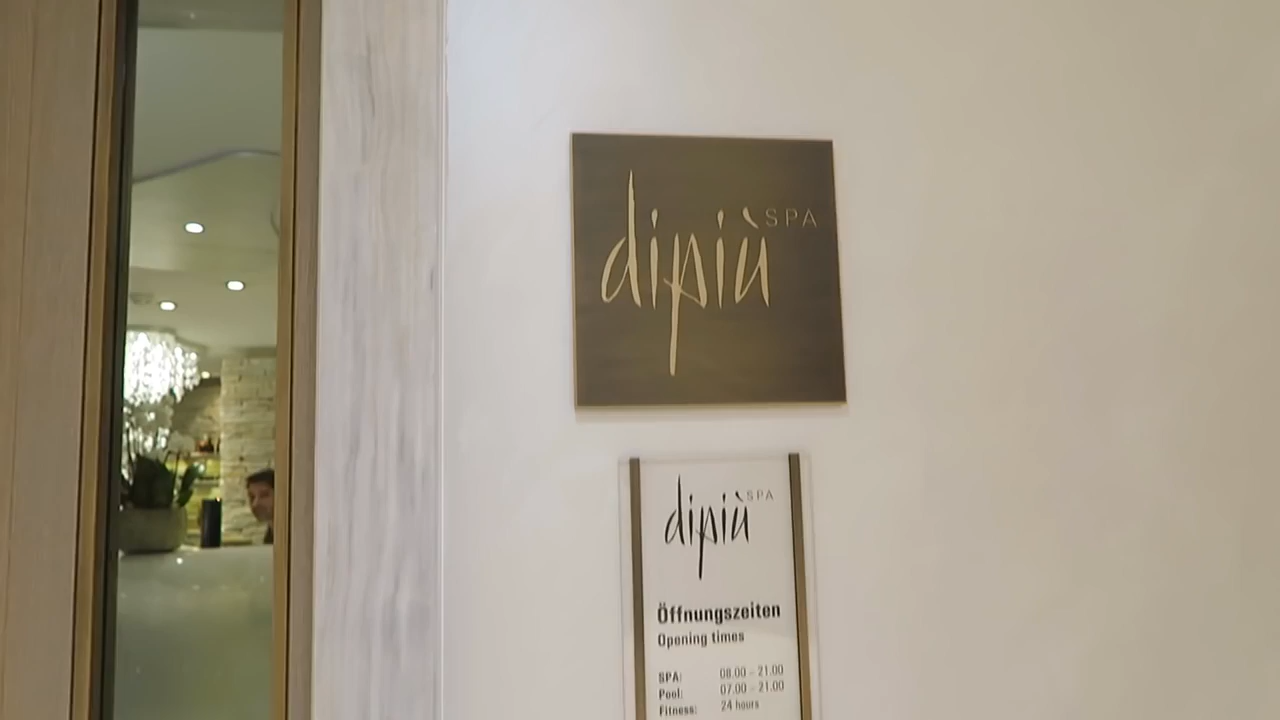 dipiù SPA
dipiù SPA
Öffnungszeiten
Opening times
SPA: 08.00 - 21.00
Pool: 07.00 - 21.00
Fitness: 24 hours